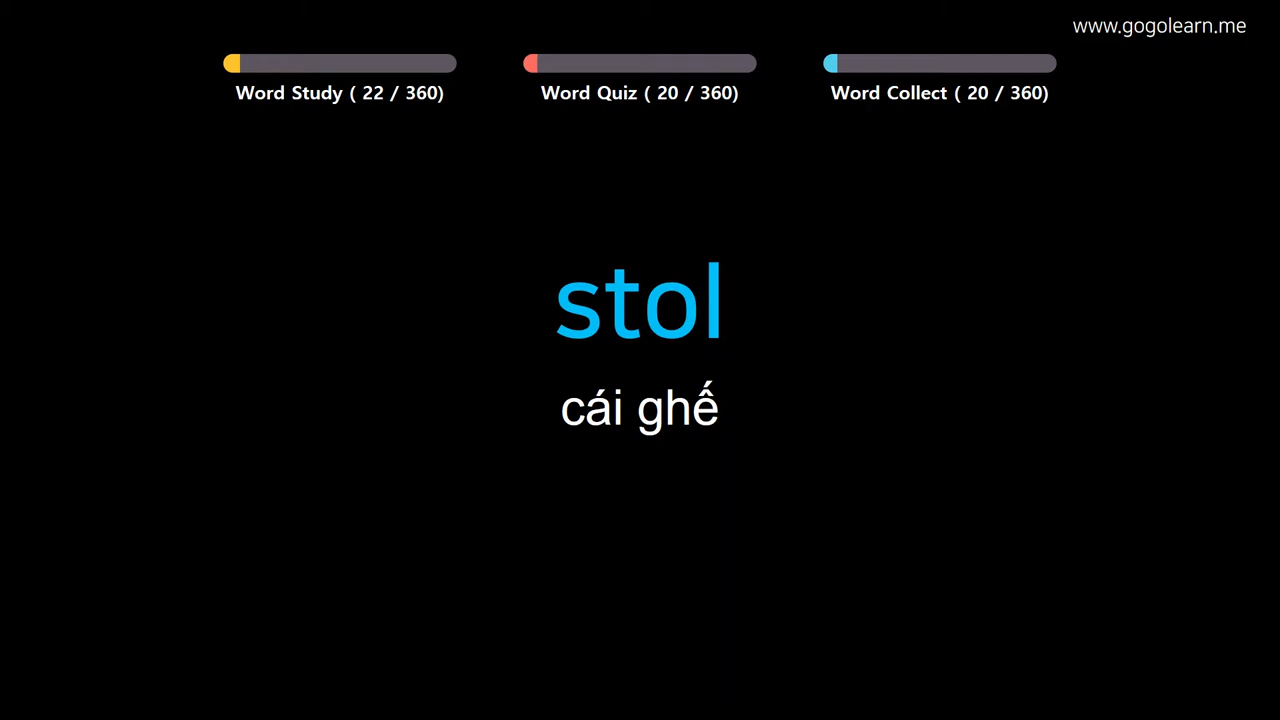 www.gogolearn.me
Word Study ( 22 / 360)
Word Quiz ( 20 / 360)
Word Collect ( 20 / 360)
stol
cái ghế